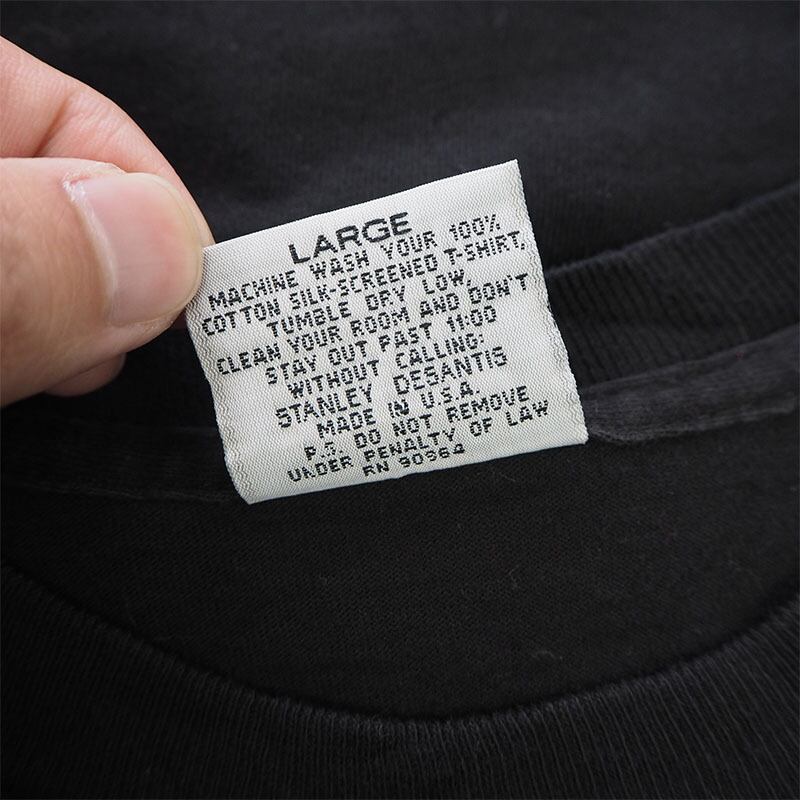 LARGE
MACHINE WASH YOUR 100%
COTTON SILK-SCREENED T-SHIRT,
TUMBLE DRY LOW,
CLEAN YOUR ROOM AND DON'T
STAY OUT PAST 11:00
WITHOUT CALLING!
STANLEY DESANTIS
MADE IN U.S.A.
P.S. DO NOT REMOVE
UNDER PENALTY OF LAW
RN 90364